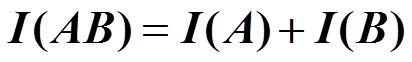 I(AB) = I(A) + I(B)